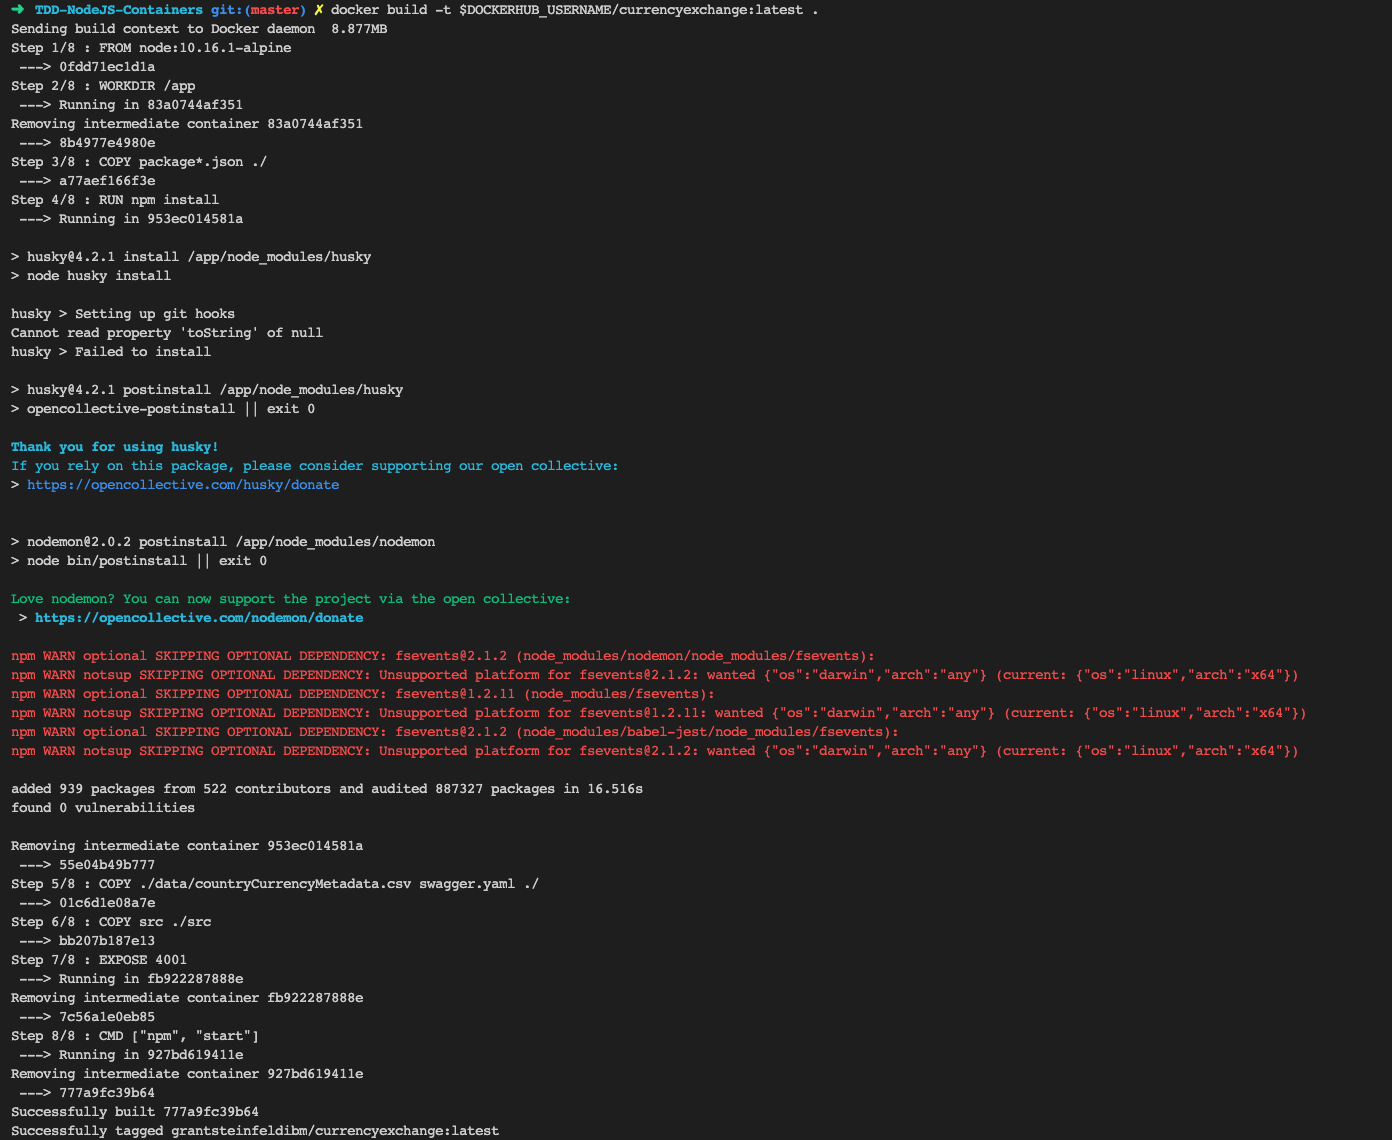 ➜ TDD-NodeJS-Containers git:(master) ✗ docker build -t $DOCKERHUB_USERNAME/currencyexchange:latest .
Sending build context to Docker daemon  8.877MB
Step 1/8 : FROM node:10.16.1-alpine
 ---> 0fdd71ec1d1a
Step 2/8 : WORKDIR /app
 ---> Running in 83a0744af351
Removing intermediate container 83a0744af351
 ---> 8b4977e4980e
Step 3/8 : COPY package*.json ./
 ---> a77aef166f3e
Step 4/8 : RUN npm install
 ---> Running in 953ec014581a
> husky@4.2.1 install /app/node_modules/husky
> node husky install
husky > Setting up git hooks
Cannot read property 'toString' of null
husky > Failed to install
> husky@4.2.1 postinstall /app/node_modules/husky
> opencollective-postinstall || exit 0
Thank you for using husky!
If you rely on this package, please consider supporting our open collective:
> https://opencollective.com/husky/donate
> nodemon@2.0.2 postinstall /app/node_modules/nodemon
> node bin/postinstall || exit 0
Love nodemon? You can now support the project via the open collective:
 > https://opencollective.com/nodemon/donate
npm WARN optional SKIPPING OPTIONAL DEPENDENCY: fsevents@2.1.2 (node_modules/nodemon/node_modules/fsevents):
npm WARN notsup SKIPPING OPTIONAL DEPENDENCY: Unsupported platform for fsevents@2.1.2: wanted {"os":"darwin","arch":"any"} (current: {"os":"linux","arch":"x64"})
npm WARN optional SKIPPING OPTIONAL DEPENDENCY: fsevents@1.2.11 (node_modules/fsevents):
npm WARN notsup SKIPPING OPTIONAL DEPENDENCY: Unsupported platform for fsevents@1.2.11: wanted {"os":"darwin","arch":"any"} (current: {"os":"linux","arch":"x64"})
npm WARN optional SKIPPING OPTIONAL DEPENDENCY: fsevents@2.1.2 (node_modules/babel-jest/node_modules/fsevents):
npm WARN notsup SKIPPING OPTIONAL DEPENDENCY: Unsupported platform for fsevents@2.1.2: wanted {"os":"darwin","arch":"any"} (current: {"os":"linux","arch":"x64"})
added 939 packages from 522 contributors and audited 887327 packages in 16.516s
found 0 vulnerabilities
Removing intermediate container 953ec014581a
 ---> 55e04b49b777
Step 5/8 : COPY ./data/countryCurrencyMetadata.csv swagger.yaml ./
 ---> 01c6d1e08a7e
Step 6/8 : COPY src ./src
 ---> bb207b187e13
Step 7/8 : EXPOSE 4001
 ---> Running in fb922287888e
Removing intermediate container fb922287888e
 ---> 7c56a1e0eb85
Step 8/8 : CMD ["npm", "start"]
 ---> Running in 927bd619411e
Removing intermediate container 927bd619411e
 ---> 777a9fc39b64
Successfully built 777a9fc39b64
Successfully tagged grantsteinfeldibm/currencyexchange:latest